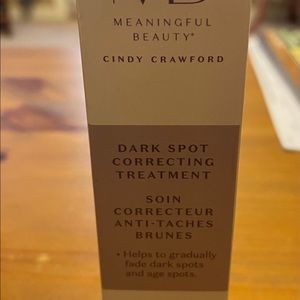 MEANINGFUL
BEAUTY®
CINDY CRAWFORD
DARK SPOT
CORRECTING
TREATMENT
SOIN
CORRECTEUR
ANTI-TACHES
BRUNES
• Helps to gradually
fade dark spots
and age spots.